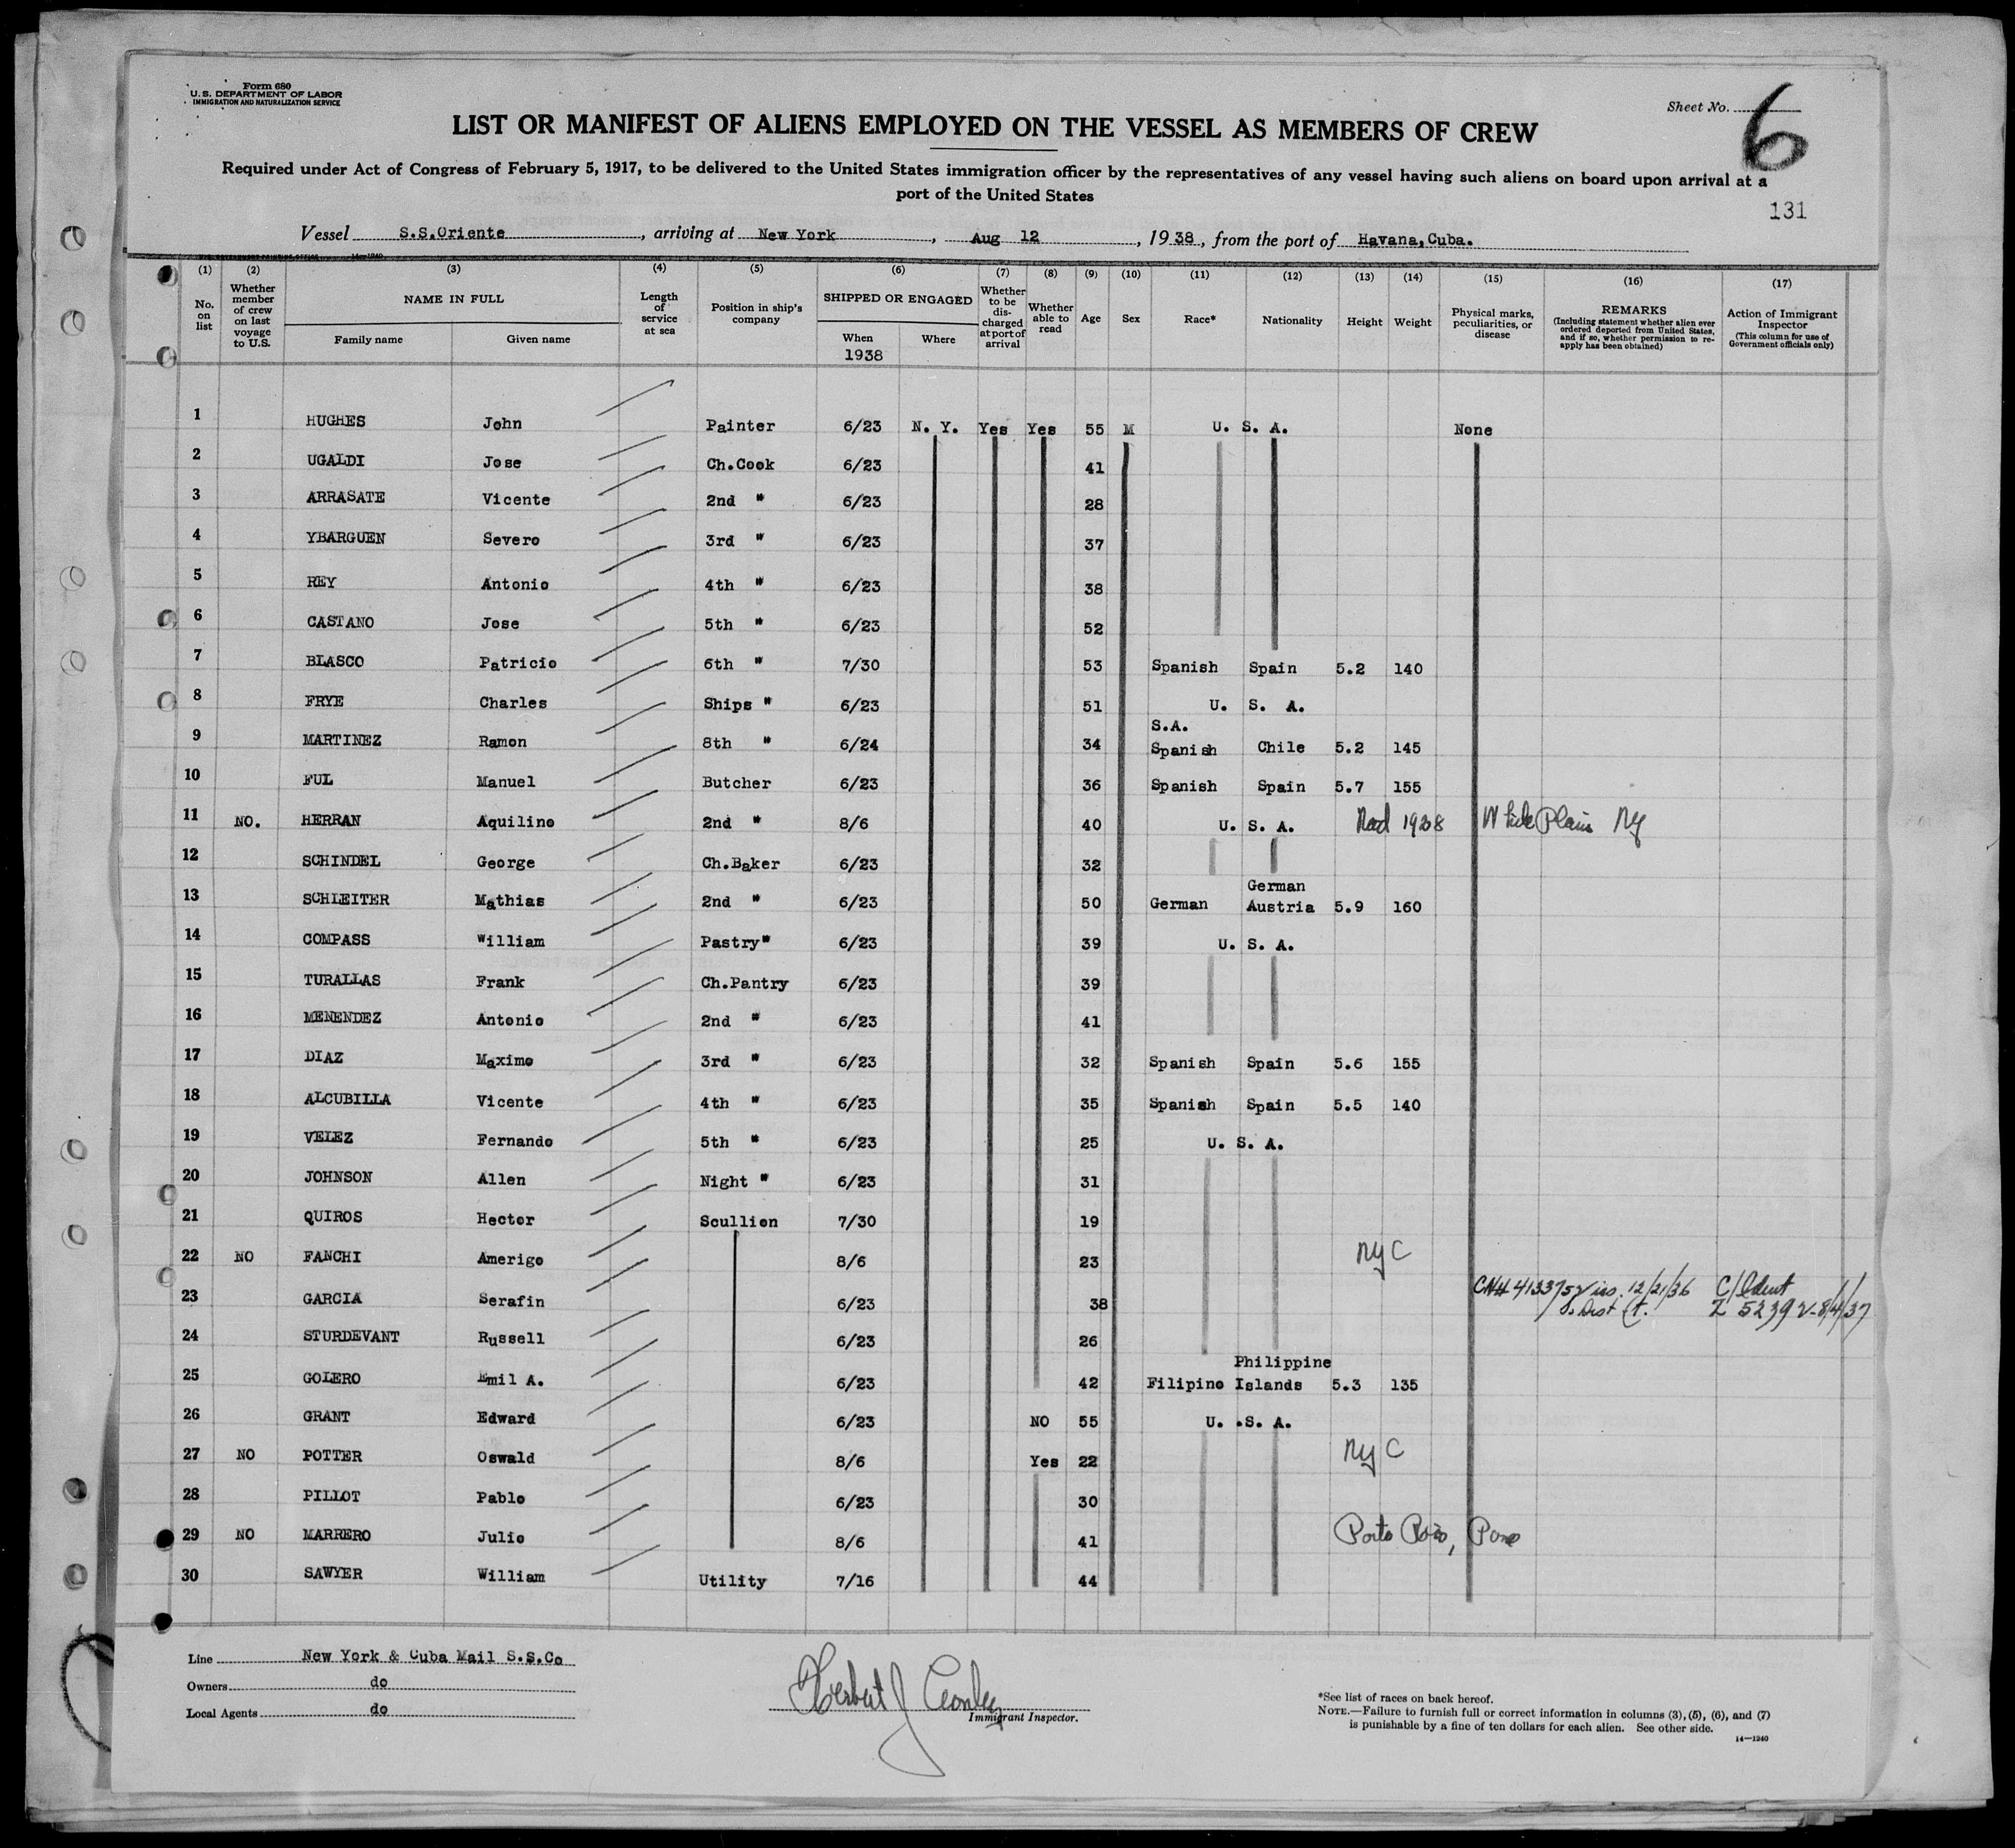 Form 680
U. S. DEPARTMENT OF LABOR
IMMIGRATION AND NATURALIZATION SERVICE
Sheet No. 6
LIST OR MANIFEST OF ALIENS EMPLOYED ON THE VESSEL AS MEMBERS OF CREW
Required under Act of Congress of February 5, 1917, to be delivered to the United States immigration officer by the representatives of any vessel having such aliens on board upon arrival at a
port of the United States
131
Vessel S.S.Oriente, arriving at New York, Aug 12, 1938, from the port of Havana, Cuba.
(1) (2) (3) (4) (5) (6) (7) (8) (9) (10) (11) (12) (13) (14) (15) (16) (17)
No. on list Whether member of crew on last voyage to U.S. NAME IN FULL Family name Given name Length of service at sea Position in ship's company SHIPPED OR ENGAGED When 1938 Where Whether to be discharged at port of arrival Whether able to read Age Sex Race* Nationality Height Weight Physical marks, peculiarities, or disease REMARKS (Including statement whether alien ever ordered deported from United States, and if so, whether permission to re-apply has been obtained) Action of Immigrant Inspector (This column for use of Government officials only)
1 HUGHES John Painter 6/23 N. Y. Yes Yes 55 M U. S. A. None
2 UGALDI Jose Ch.Cook 6/23 41
3 ARRASATE Vicente 2nd " 6/23 28
4 YBARGUEN Severo 3rd " 6/23 37
5 REY Antonio 4th " 6/23 38
6 CASTANO Jose 5th " 6/23 52
7 BLASCO Patricio 6th " 7/30 53 Spanish Spain 5.2 140
8 FRYE Charles Ships " 6/23 51 U. S. A.
9 MARTINEZ Ramon 8th " 6/24 34 S.A. Spanish Chile 5.2 145
10 FUL Manuel Butcher 6/23 36 Spanish Spain 5.7 155
11 NO. HERRAN Aquilino 2nd " 8/6 40 U. S. A. Nad 1928 White Plain Ny
12 SCHINDEL George Ch.Baker 6/23 32
13 SCHLEITER Mathias 2nd " 6/23 50 German German Austria 5.9 160
14 COMPASS William Pastry" 6/23 39 U. S. A.
15 TURALLAS Frank Ch.Pantry 6/23 39
16 MENENDEZ Antonio 2nd " 6/23 41
17 DIAZ Maximo 3rd " 6/23 32 Spanish Spain 5.6 155
18 ALCUBILLA Vicente 4th " 6/23 35 Spanish Spain 5.5 140
19 VELEZ Fernando 5th " 6/23 25 U. S. A.
20 JOHNSON Allen Night " 6/23 31
21 QUIROS Hector Scullion 7/30 19
22 NO FANCHI Amerigo 8/6 23 NYC
23 GARCIA Serafin 6/23 38 12/21/36 C/Ident
Dist Ct. 8/4/37
24 STURDEVANT Russell 6/23 26
25 GOLERO Emil A. 6/23 42 Filipino Philippine Islands 5.3 135
26 GRANT Edward 6/23 NO 55 U. S. A.
27 NO POTTER Oswald 8/6 Yes 22 NYC
28 PILLOT Pablo 6/23 30
29 NO MARRERO Julio 8/6 41 Porto Rico,
30 SAWYER William Utility 7/16 44
Line New York & Cuba Mail S.S.Co
Owners do
Local Agents do
Herbert J
Immigrant Inspector.
*See list of races on back hereof.
NOTE.—Failure to furnish full or correct information in columns (3), (5), (6), and (7)
is punishable by a fine of ten dollars for each alien. See other side.
14—1240